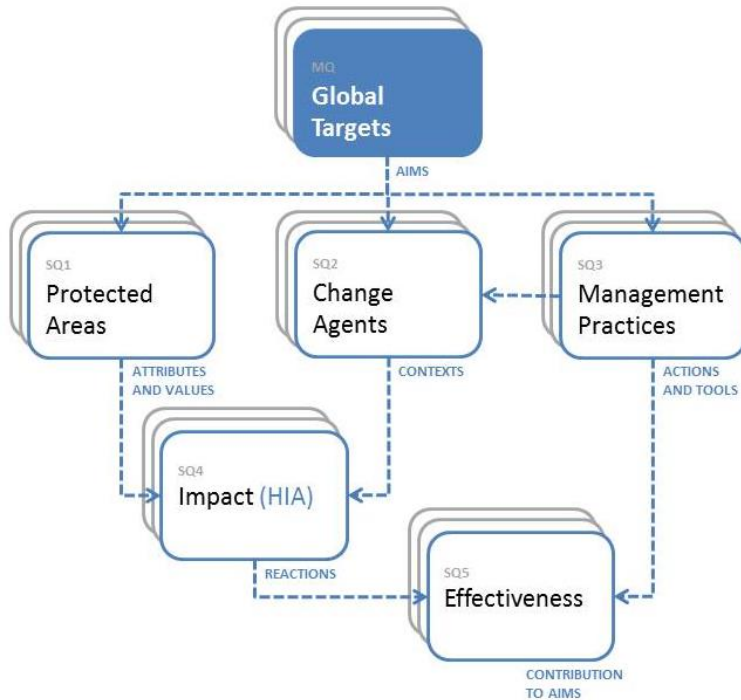 MQ
Global
Targets
AIMS
SQ1
Protected
Areas
SQ2
Change
Agents
SQ3
Management
Practices
ATTRIBUTES
AND VALUES
CONTEXTS
ACTIONS
AND TOOLS
SQ4
Impact (HIA)
REACTIONS
SQ5
Effectiveness
CONTRIBUTION
TO AIMS